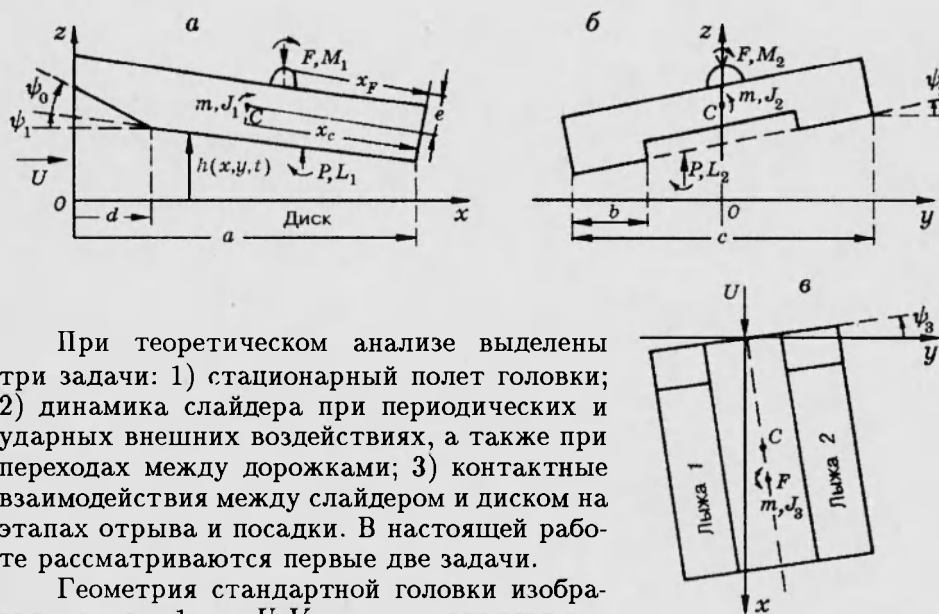 а
z
F, M₁
x_F
ψ₀
m, J₁
C
e
ψ₁
x_c
U
h(x,y,t)
P, L₁
O
d
Диск
x
a
б
z
F, M₂
m, J₂
C
ψ
P, L₂
b
O
y
c
в
U
ψ₃
y
C
F
m, J₃
Лыжа 1
Лыжа 2
x
При теоретическом анализе выделены
три задачи: 1) стационарный полет головки;
2) динамика слайдера при периодических и
ударных внешних воздействиях, а также при
переходах между дорожками; 3) контактные
взаимодействия между слайдером и диском на
этапах отрыва и посадки. В настоящей рабо-
те рассматриваются первые две задачи.
Геометрия стандартной головки изобра-